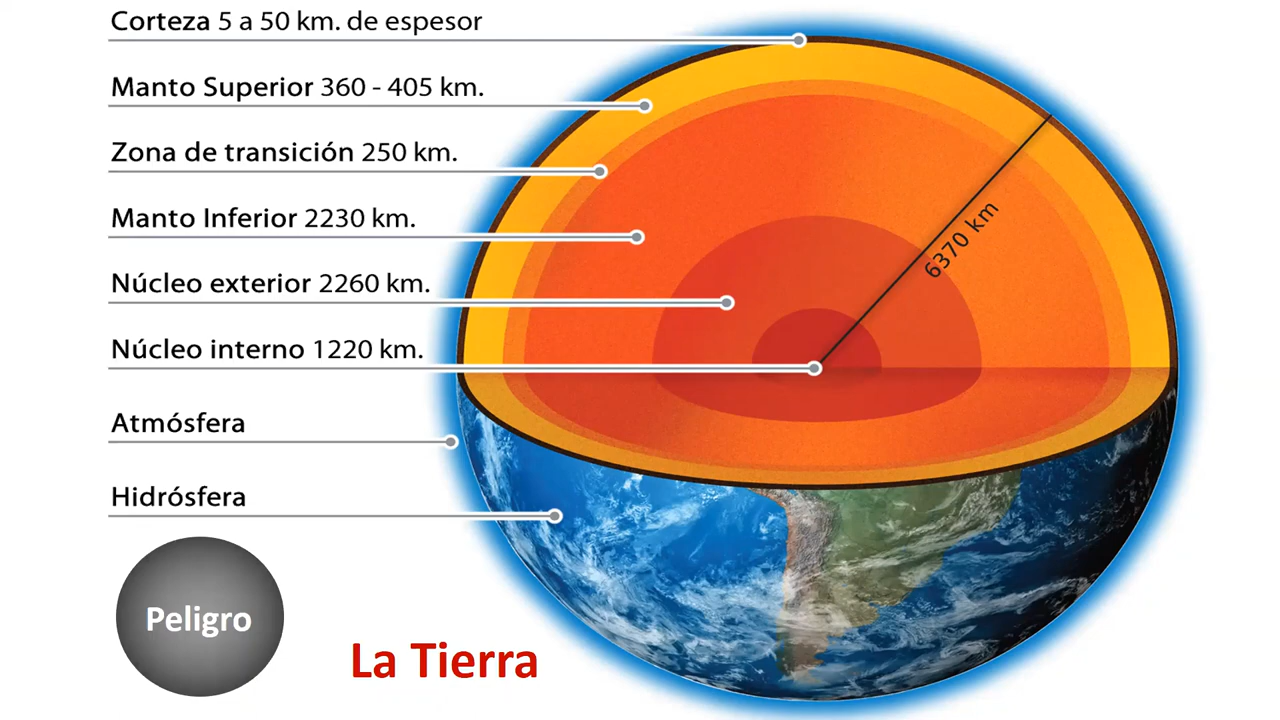 Corteza 5 a 50 km. de espesor
Manto Superior 360 - 405 km.
Zona de transición 250 km.
Manto Inferior 2230 km.
Núcleo exterior 2260 km.
Núcleo interno 1220 km.
Atmósfera
Hidrósfera
6370 km
Peligro
La Tierra